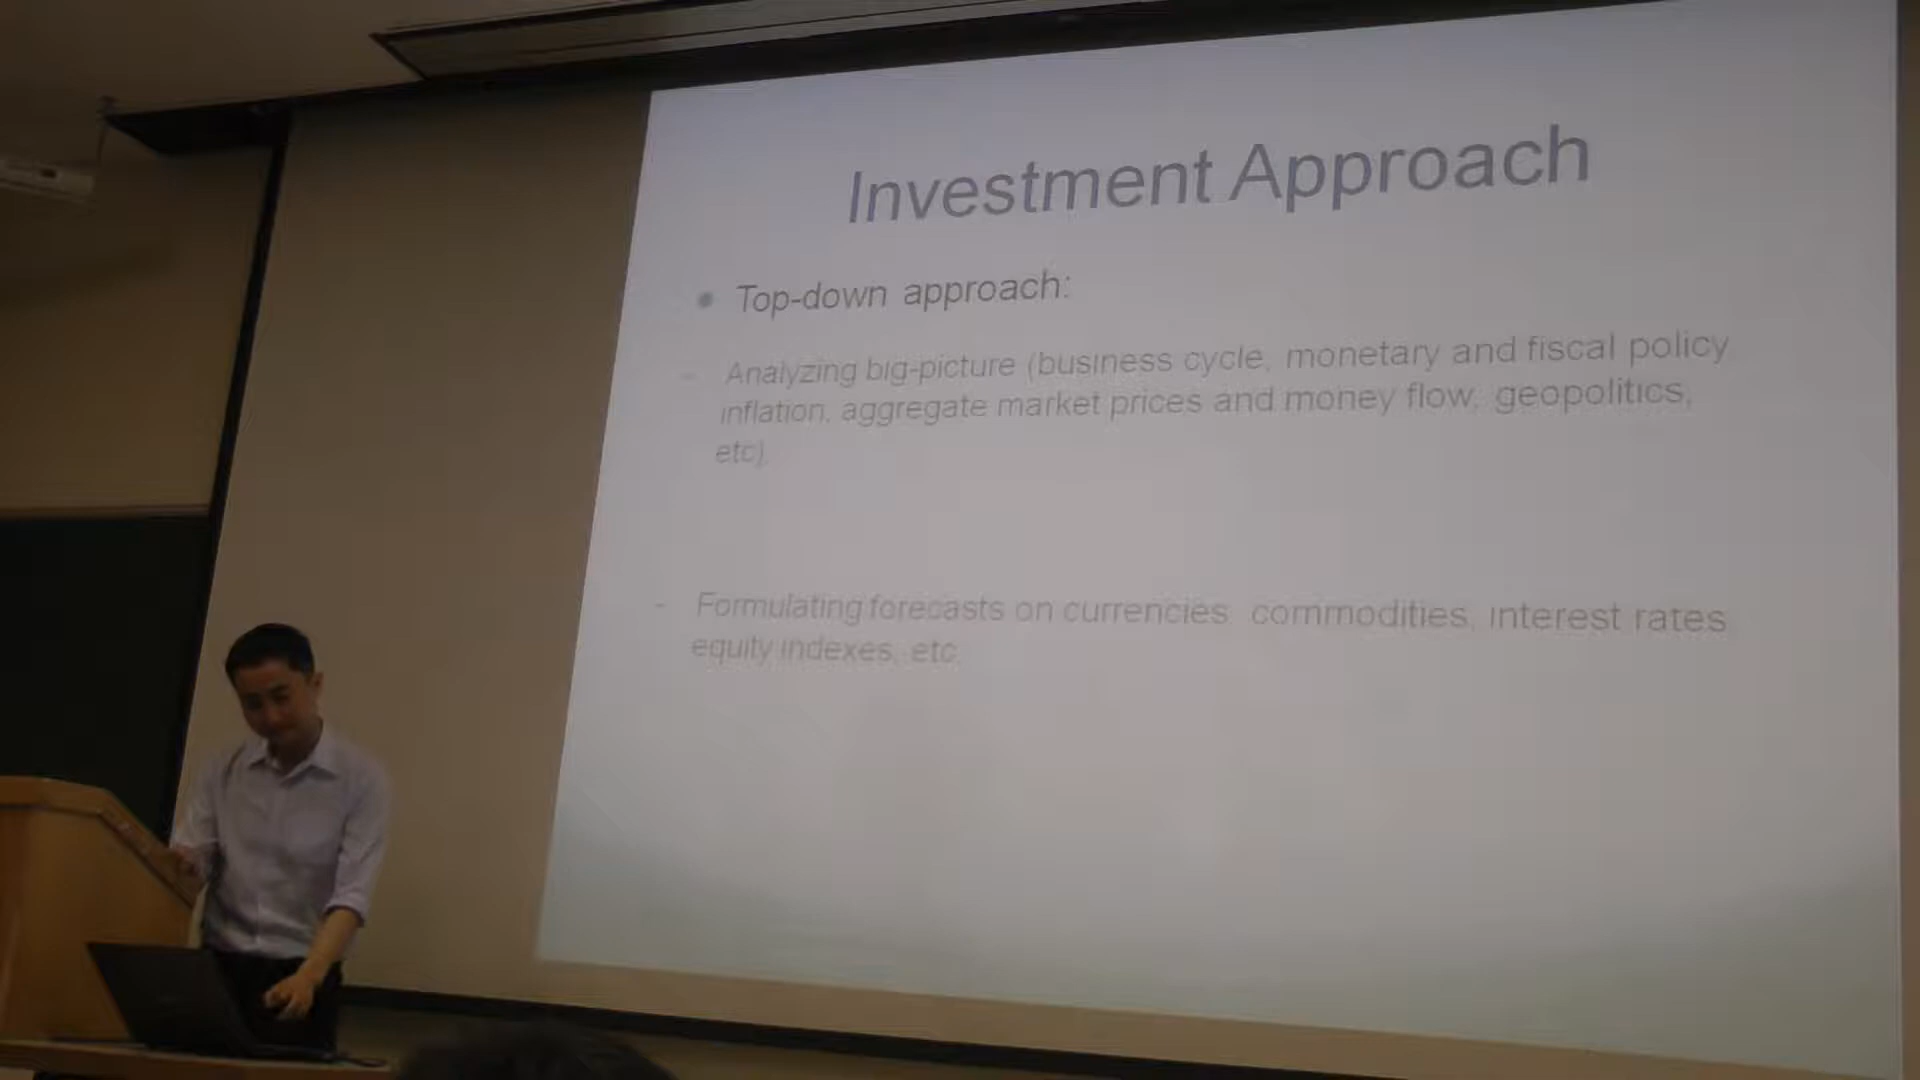 Investment Approach
• Top-down approach:
- Analyzing big-picture (business cycle, monetary and fiscal policy
inflation, aggregate market prices and money flow, geopolitics,
etc)
- Formulating forecasts on currencies commodities, interest rates
equity indexes, etc